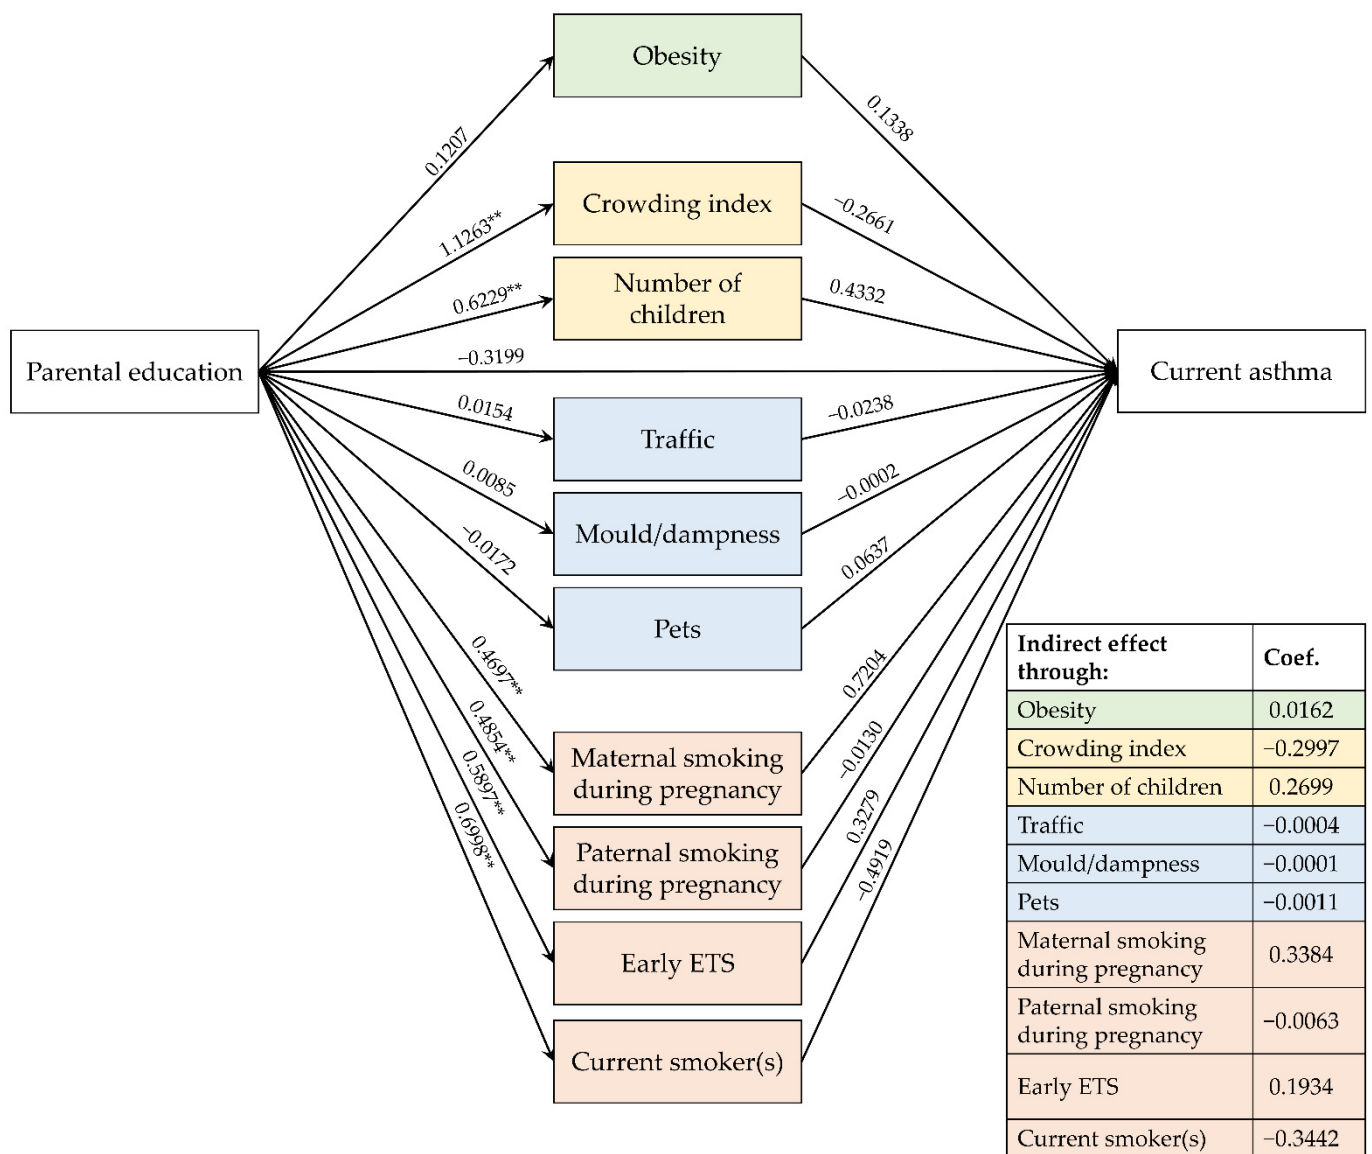 Obesity
0.1207
0.1338
Crowding index
1.1263**
−0.2661
Number of
children
0.6229**
0.4332
Parental education
−0.3199
Current asthma
0.0154
Traffic
−0.0238
0.0085
Mould/dampness
−0.0002
−0.0172
Pets
0.0637
0.4697**
Maternal smoking
during pregnancy
0.7204
0.4854**
Paternal smoking
during pregnancy
−0.0130
0.5897**
Early ETS
0.3279
0.6998**
Current smoker(s)
−0.4919
Indirect effect
through:
Coef.
Obesity 0.0162
Crowding index −0.2997
Number of children 0.2699
Traffic −0.0004
Mould/dampness −0.0001
Pets −0.0011
Maternal smoking
during pregnancy
0.3384
Paternal smoking
during pregnancy
−0.0063
Early ETS 0.1934
Current smoker(s) −0.3442